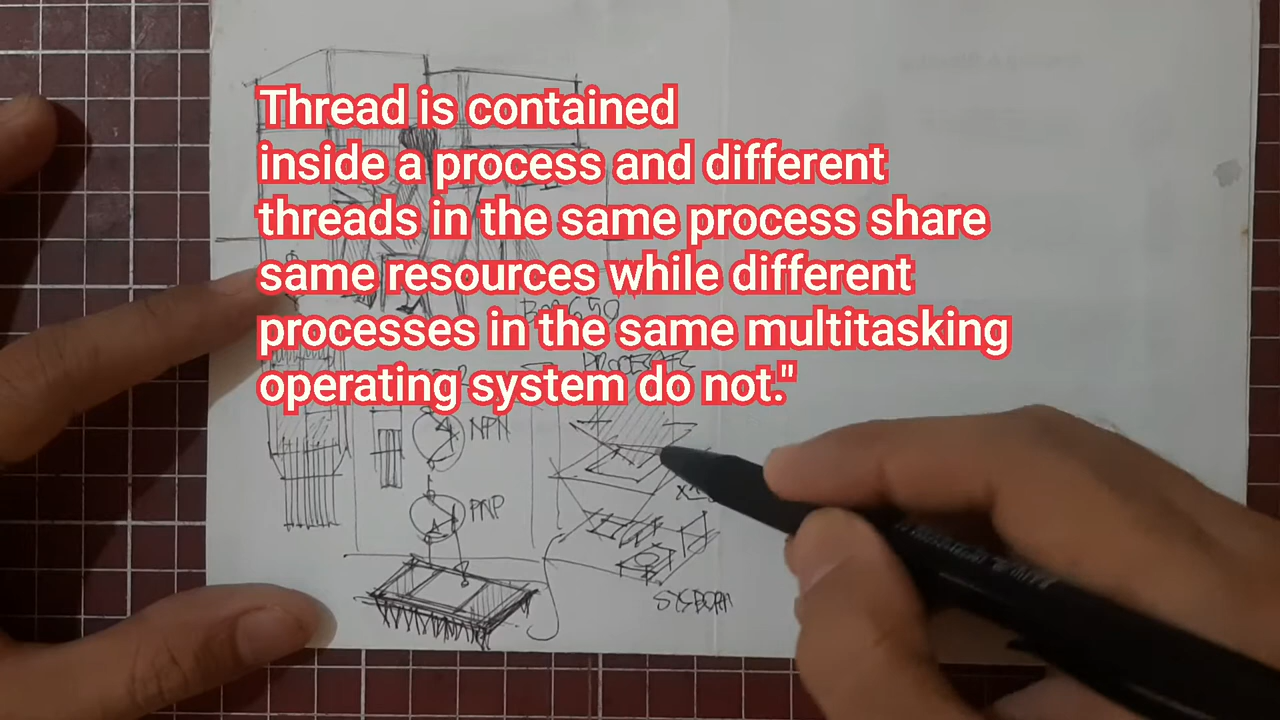 Thread is contained
inside a process and different
threads in the same process share
same resources while different
processes in the same multitasking
operating system do not."
NPN
PNP